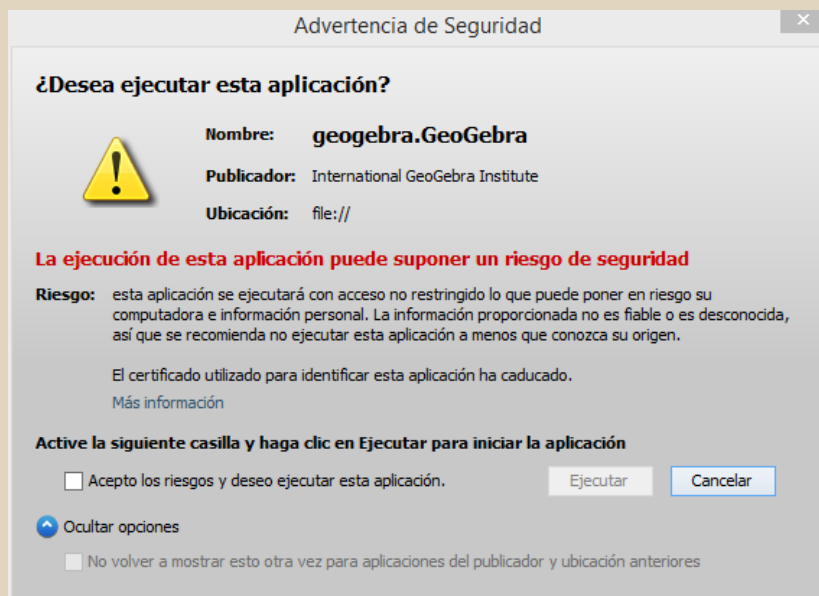 Advertencia de Seguridad
¿Desea ejecutar esta aplicación?
Nombre: geogebra.GeoGebra
Publicador: International GeoGebra Institute
Ubicación: file://
La ejecución de esta aplicación puede suponer un riesgo de seguridad
Riesgo: esta aplicación se ejecutará con acceso no restringido lo que puede poner en riesgo su
computadora e información personal. La información proporcionada no es fiable o es desconocida,
así que se recomienda no ejecutar esta aplicación a menos que conozca su origen.
El certificado utilizado para identificar esta aplicación ha caducado.
Más información
Active la siguiente casilla y haga clic en Ejecutar para iniciar la aplicación
Acepto los riesgos y deseo ejecutar esta aplicación. Ejecutar Cancelar
Ocultar opciones
No volver a mostrar esto otra vez para aplicaciones del publicador y ubicación anteriores